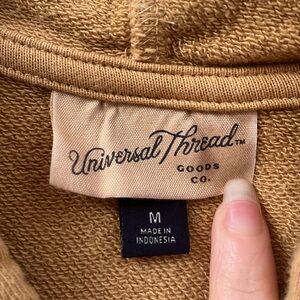 Universal Thread™
GOODS
CO.
M
MADE IN
INDONESIA